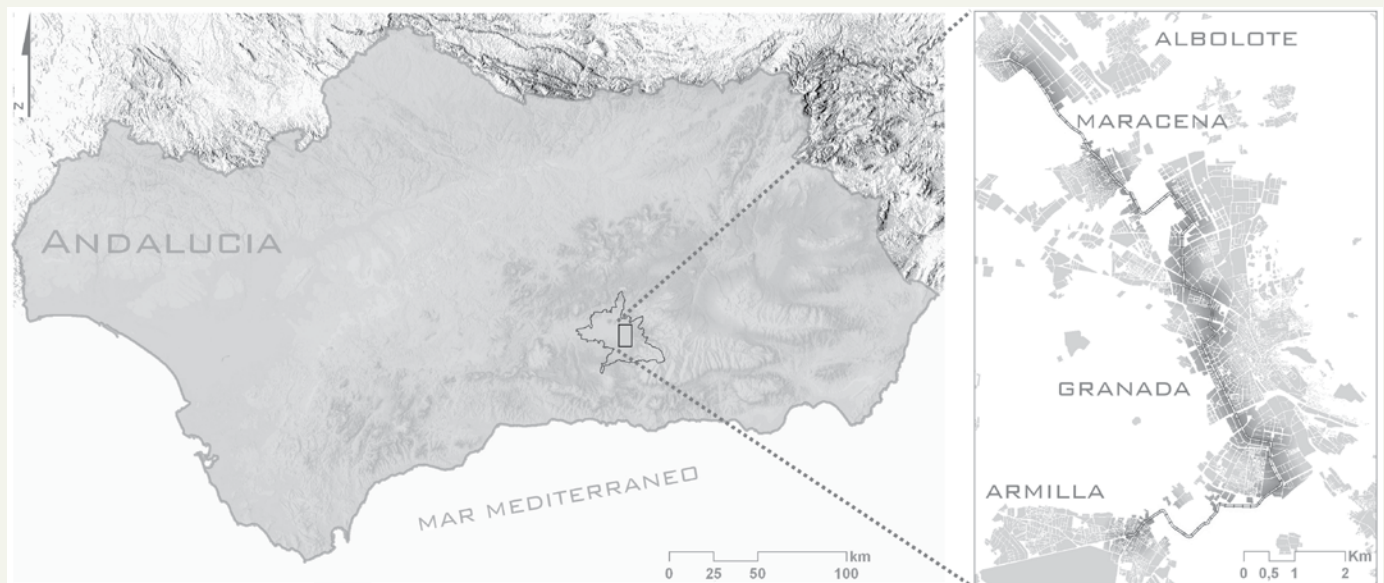 N
ANDALUCIA
MAR MEDITERRANEO
km
0 25 50 100
ALBOLOTE
MARACENA
GRANADA
ARMILLA
Km
0 0,5 1 2